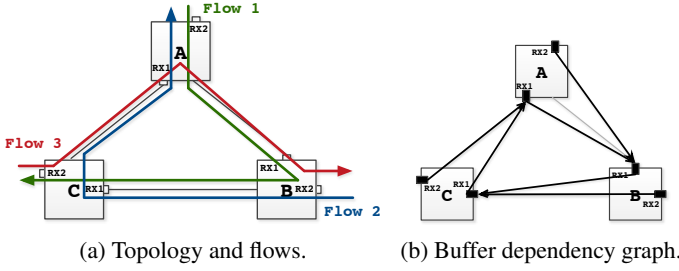 Flow 1
RX2
A
RX1
Flow 3
RX2
C
RX1
RX1
B
RX2
Flow 2
(a) Topology and flows.
RX2
A
RX1
RX2
C
RX1
RX1
B
RX2
(b) Buffer dependency graph.